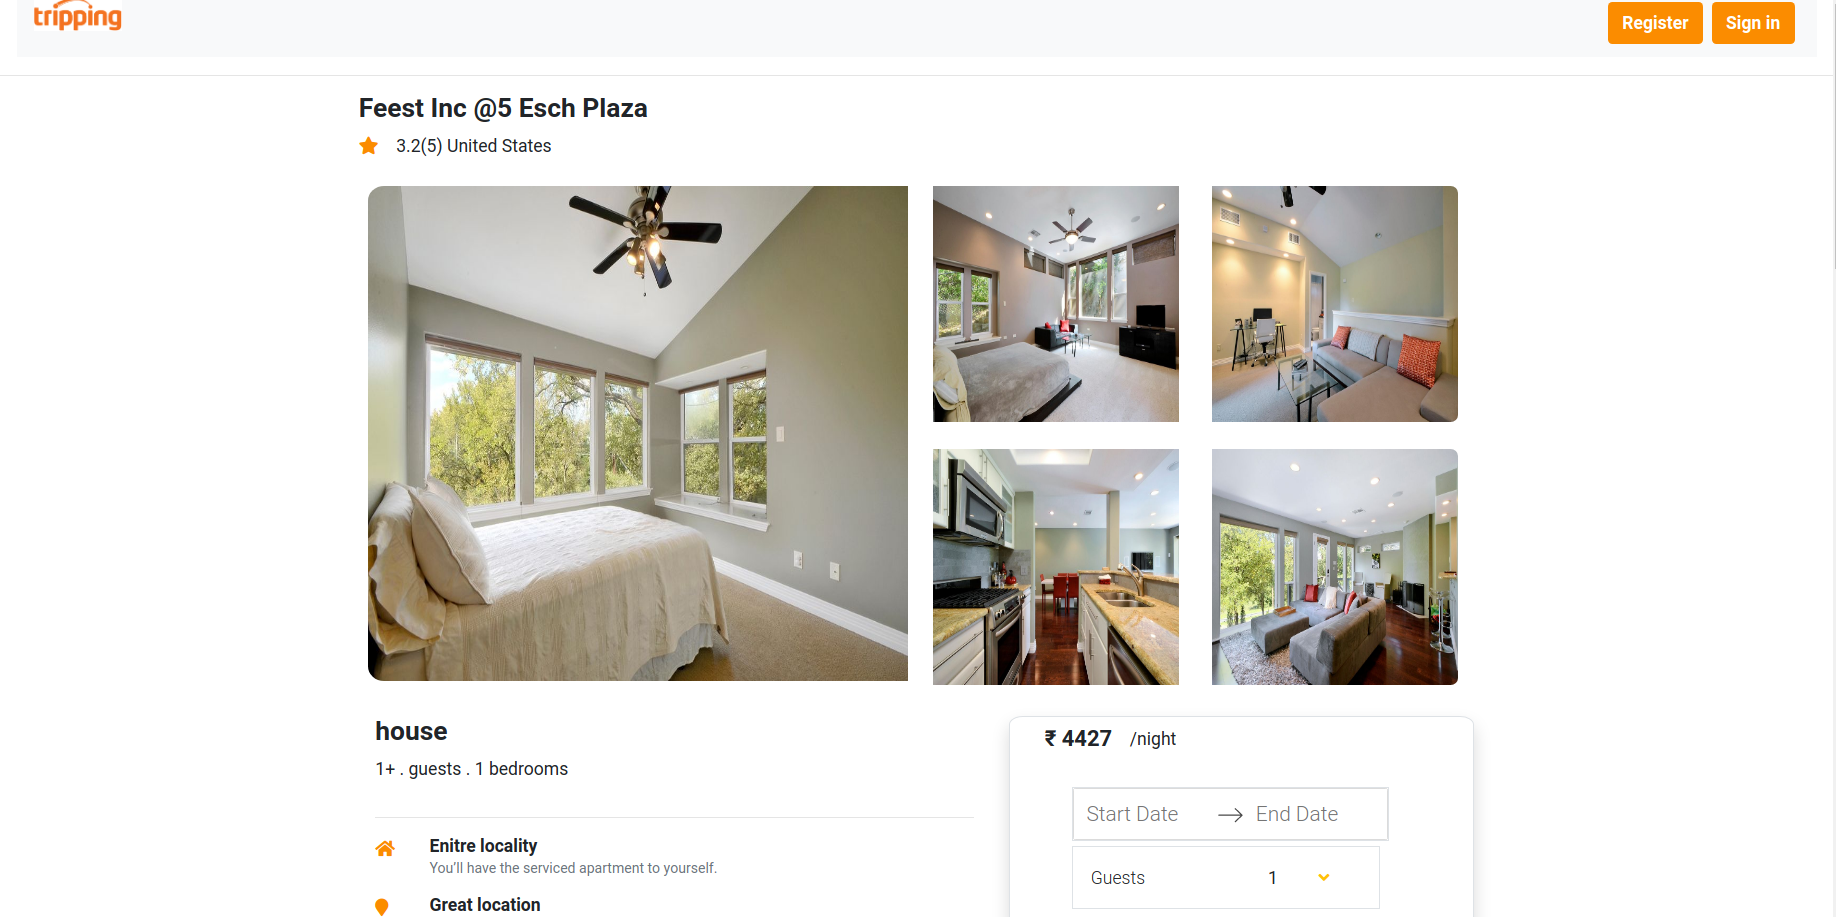 tripping
Register Sign in
Feest Inc @5 Esch Plaza
3.2(5) United States
house
1+ . guests . 1 bedrooms
₹ 4427 /night
Start Date → End Date
Guests 1
Enitre locality
You’ll have the serviced apartment to yourself.
Great location